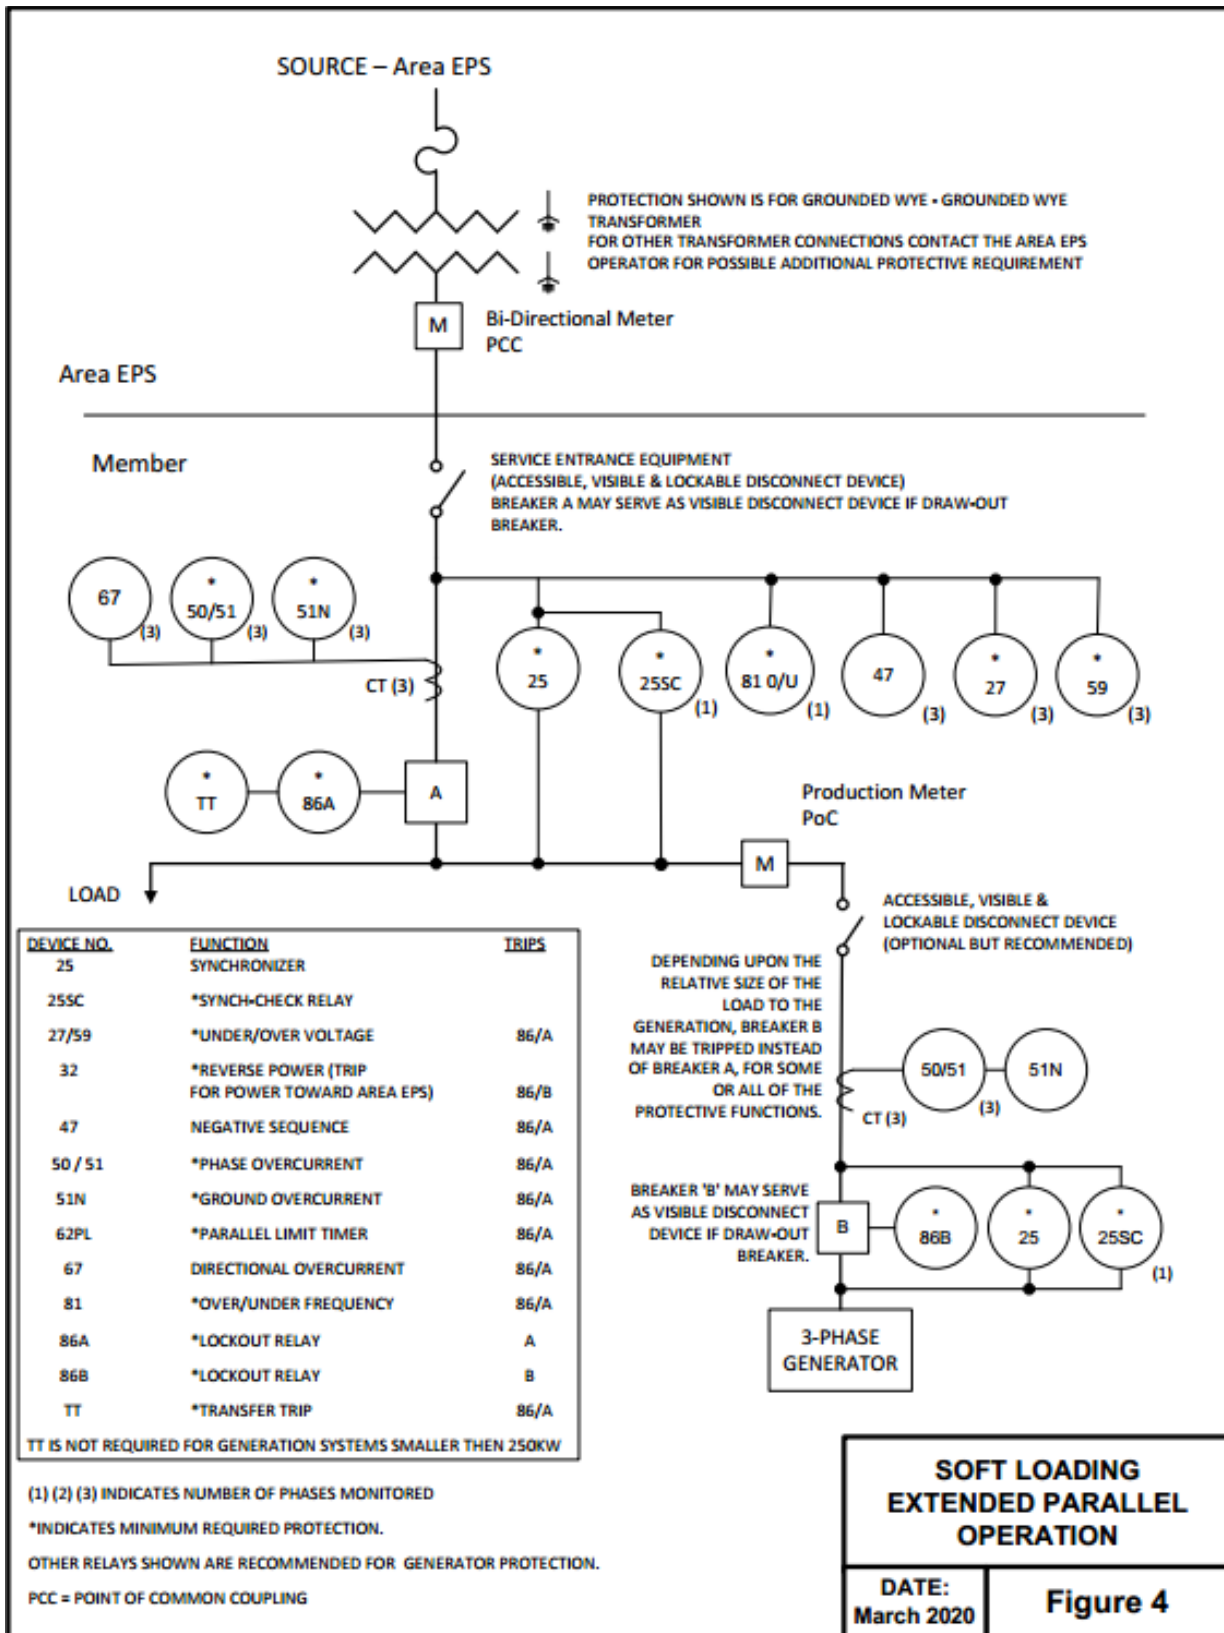 SOURCE – Area EPS
PROTECTION SHOWN IS FOR GROUNDED WYE - GROUNDED WYE
TRANSFORMER
FOR OTHER TRANSFORMER CONNECTIONS CONTACT THE AREA EPS
OPERATOR FOR POSSIBLE ADDITIONAL PROTECTIVE REQUIREMENT
M
Bi-Directional Meter
PCC
Area EPS
Member
SERVICE ENTRANCE EQUIPMENT
(ACCESSIBLE, VISIBLE & LOCKABLE DISCONNECT DEVICE)
BREAKER A MAY SERVE AS VISIBLE DISCONNECT DEVICE IF DRAW-OUT
BREAKER.
67 (3)
* 50/51 (3)
* 51N (3)
CT (3)
* 25
* 25SC (1)
* 81 0/U (1)
47 (3)
* 27 (3)
* 59 (3)
* TT
* 86A
A
Production Meter
PoC
M
LOAD
ACCESSIBLE, VISIBLE &
LOCKABLE DISCONNECT DEVICE
(OPTIONAL BUT RECOMMENDED)
DEPENDING UPON THE
RELATIVE SIZE OF THE
LOAD TO THE
GENERATION, BREAKER B
MAY BE TRIPPED INSTEAD
OF BREAKER A, FOR SOME
OR ALL OF THE
PROTECTIVE FUNCTIONS.
50/51 (3)
51N
CT (3)
BREAKER 'B' MAY SERVE
AS VISIBLE DISCONNECT
DEVICE IF DRAW-OUT
BREAKER.
B
* 86B
* 25
* 25SC (1)
3-PHASE
GENERATOR
DEVICE NO. FUNCTION TRIPS
25 SYNCHRONIZER
25SC *SYNCH-CHECK RELAY
27/59 *UNDER/OVER VOLTAGE 86/A
32 *REVERSE POWER (TRIP
FOR POWER TOWARD AREA EPS) 86/B
47 NEGATIVE SEQUENCE 86/A
50 / 51 *PHASE OVERCURRENT 86/A
51N *GROUND OVERCURRENT 86/A
62PL *PARALLEL LIMIT TIMER 86/A
67 DIRECTIONAL OVERCURRENT 86/A
81 *OVER/UNDER FREQUENCY 86/A
86A *LOCKOUT RELAY A
86B *LOCKOUT RELAY B
TT *TRANSFER TRIP 86/A
TT IS NOT REQUIRED FOR GENERATION SYSTEMS SMALLER THEN 250KW
(1) (2) (3) INDICATES NUMBER OF PHASES MONITORED
*INDICATES MINIMUM REQUIRED PROTECTION.
OTHER RELAYS SHOWN ARE RECOMMENDED FOR GENERATOR PROTECTION.
PCC = POINT OF COMMON COUPLING
SOFT LOADING
EXTENDED PARALLEL
OPERATION
DATE:
March 2020
Figure 4